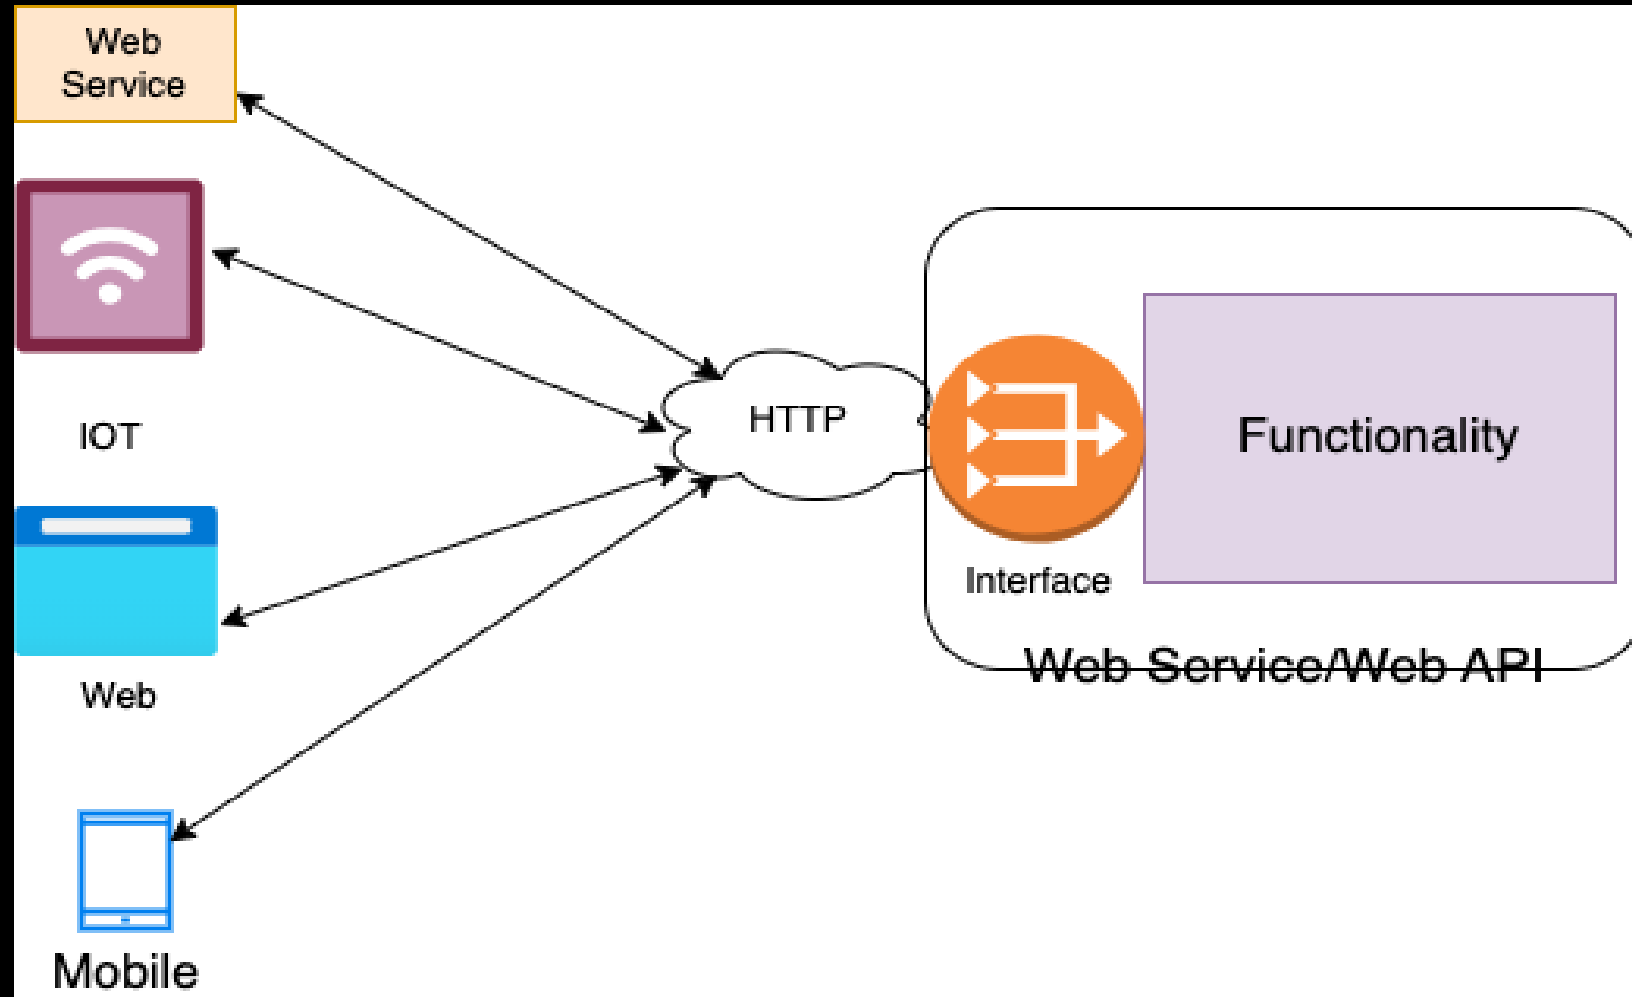 Web
Service
IOT
Web
Mobile
HTTP
Interface
Functionality
Web Service/Web API